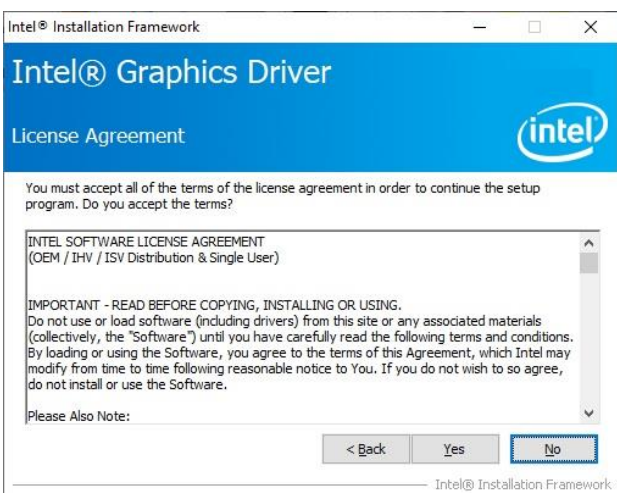 Intel® Installation Framework
Intel® Graphics Driver
License Agreement
intel
You must accept all of the terms of the license agreement in order to continue the setup
program. Do you accept the terms?
INTEL SOFTWARE LICENSE AGREEMENT
(OEM / IHV / ISV Distribution & Single User)
IMPORTANT - READ BEFORE COPYING, INSTALLING OR USING.
Do not use or load software (including drivers) from this site or any associated materials
(collectively, the "Software") until you have carefully read the following terms and conditions.
By loading or using the Software, you agree to the terms of this Agreement, which Intel may
modify from time to time following reasonable notice to You. If you do not wish to so agree,
do not install or use the Software.
Please Also Note:
< Back Yes No
Intel® Installation Framework